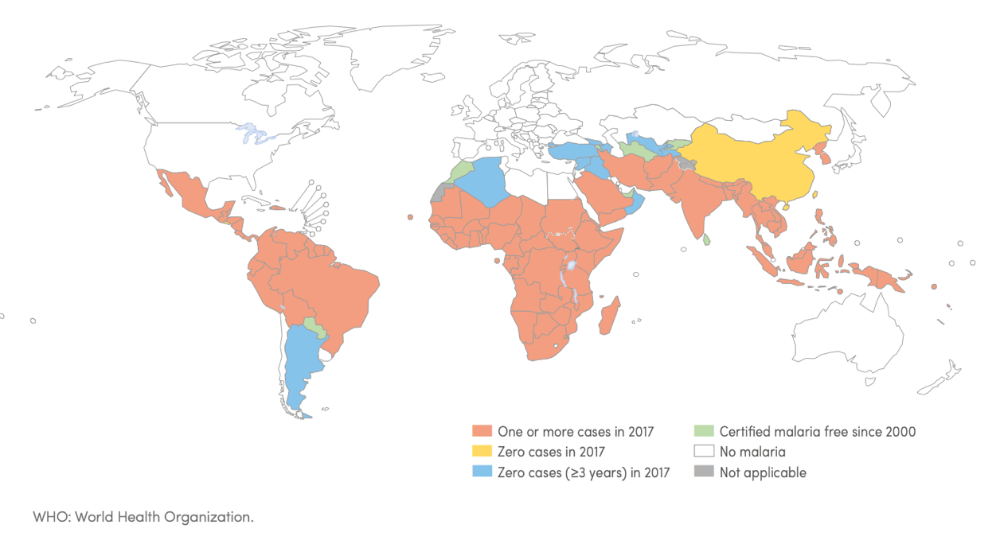 One or more cases in 2017
Zero cases in 2017
Zero cases (≥3 years) in 2017
Certified malaria free since 2000
No malaria
Not applicable
WHO: World Health Organization.